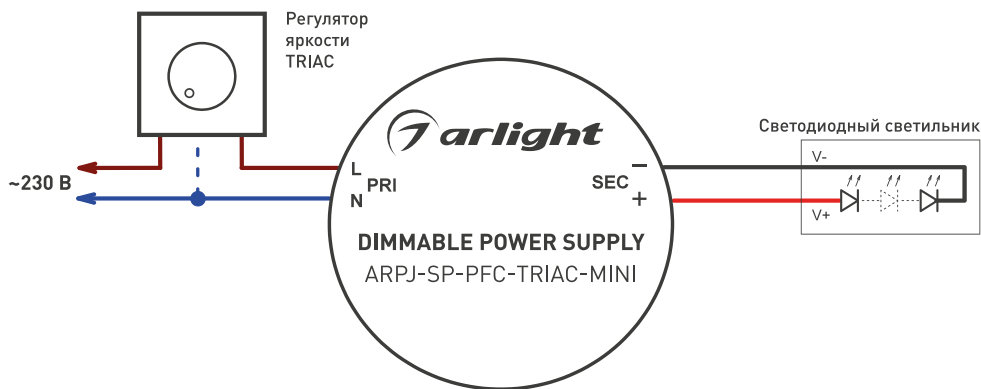 Регулятор
яркости
TRIAC
arlight
Светодиодный светильник
~230 В
L
PRI
N
SEC
−
+
V-
V+
DIMMABLE POWER SUPPLY
ARPJ-SP-PFC-TRIAC-MINI